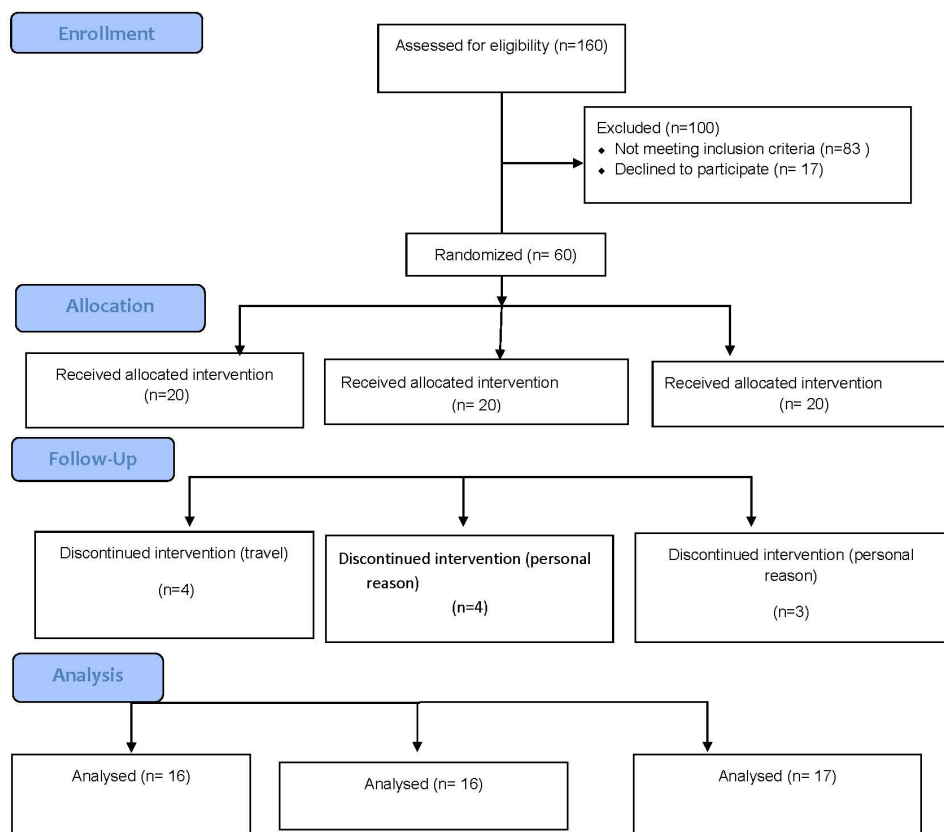 Enrollment
Assessed for eligibility (n=160)
Excluded (n=100)
⬥ Not meeting inclusion criteria (n=83 )
⬥ Declined to participate (n= 17)
Randomized (n= 60)
Allocation
Received allocated intervention
(n=20)
Received allocated intervention
(n= 20)
Received allocated intervention
(n= 20)
Follow-Up
Discontinued intervention (travel)
(n=4)
Discontinued intervention (personal
reason)
(n=4)
Discontinued intervention (personal
reason)
(n=3)
Analysis
Analysed (n= 16)
Analysed (n= 16)
Analysed (n= 17)